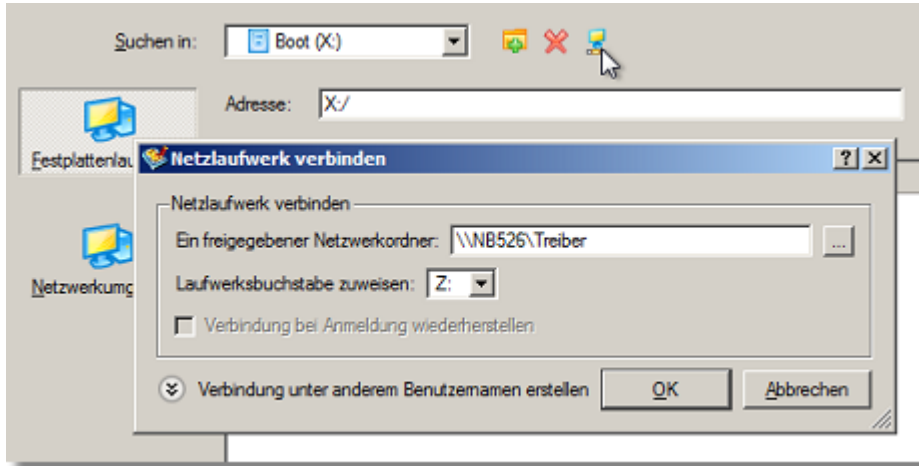 Suchen in: Boot (X:)
Adresse: X:/
Netzlaufwerk verbinden
Netzlaufwerk verbinden
Ein freigegebener Netzwerkordner: \\NB526\Treiber ...
Laufwerksbuchstabe zuweisen: Z:
Verbindung bei Anmeldung wiederherstellen
Verbindung unter anderem Benutzernamen erstellen OK Abbrechen